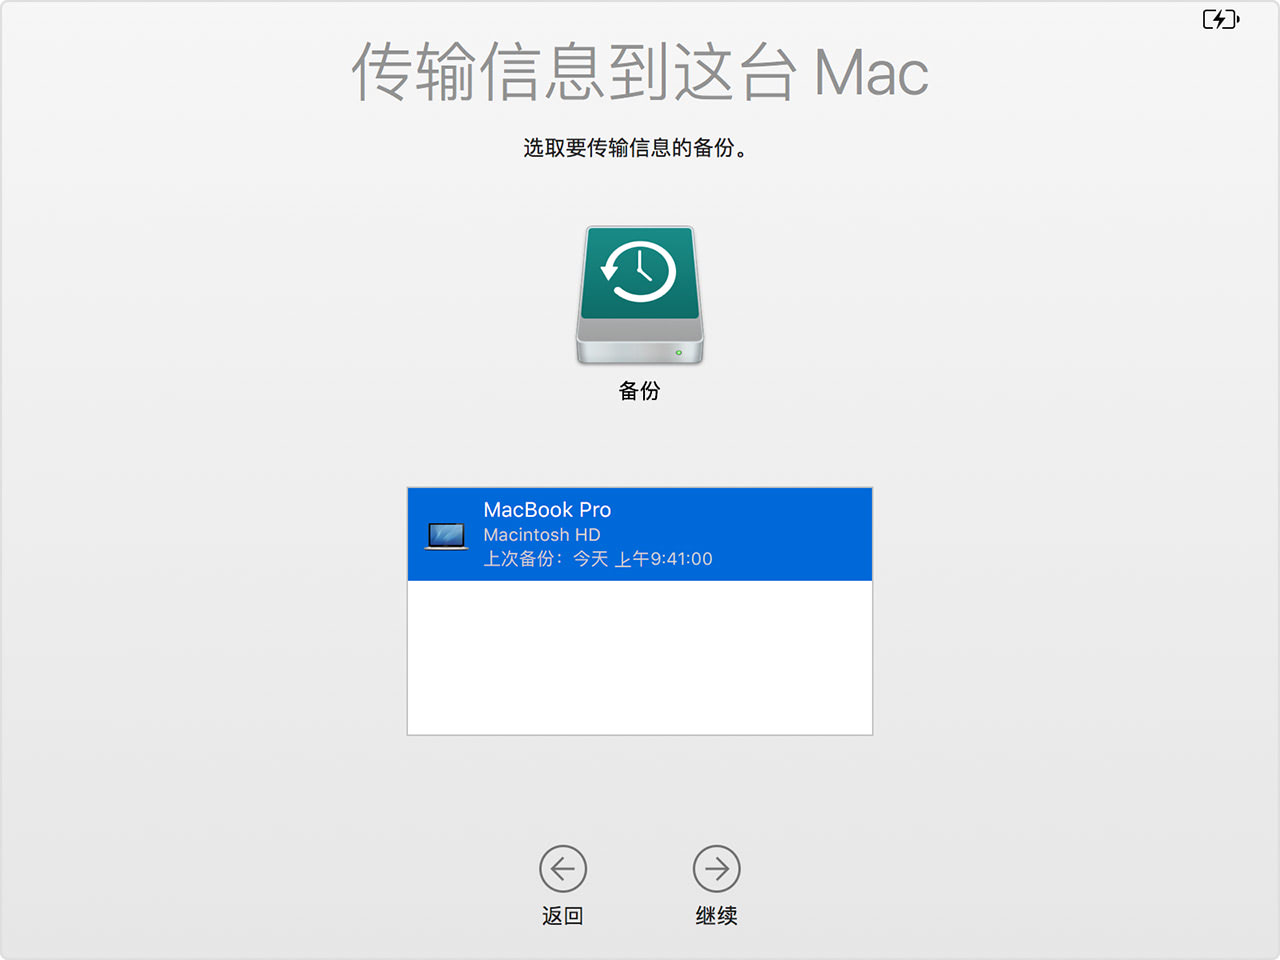 传输信息到这台 Mac
选取要传输信息的备份。
备份
MacBook Pro
Macintosh HD
上次备份：今天 上午9:41:00
返回
继续